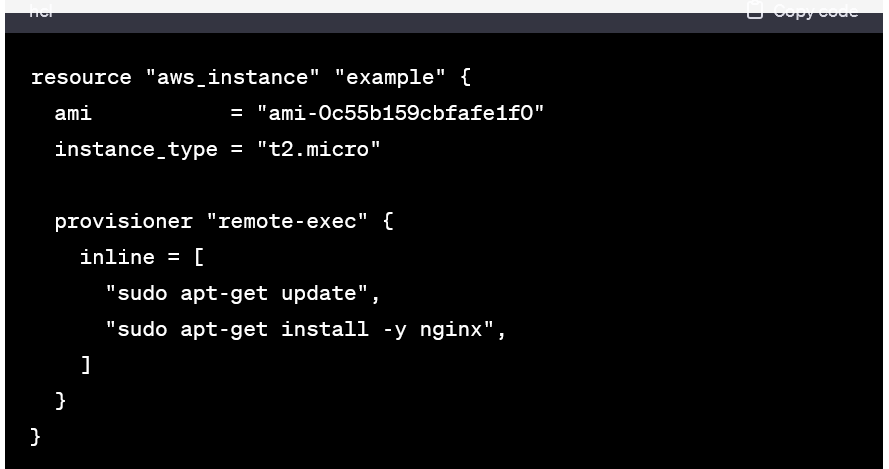 hcl
Copy code
resource "aws_instance" "example" {
  ami           = "ami-0c55b159cbfafe1f0"
  instance_type = "t2.micro"

  provisioner "remote-exec" {
    inline = [
      "sudo apt-get update",
      "sudo apt-get install -y nginx",
    ]
  }
}